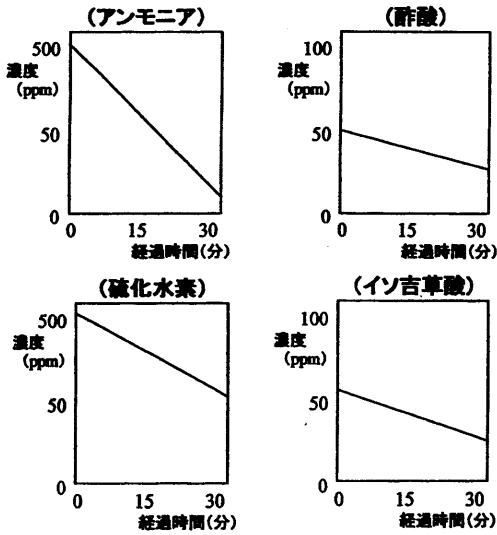 (アンモニア)
500
濃度
(ppm)
50
0
0 15 30
経過時間(分)
(酢酸)
100
濃度
(ppm)
50
0
0 15 30
経過時間(分)
(硫化水素)
500
濃度
(ppm)
50
0
0 15 30
経過時間(分)
(イソ吉草酸)
100
濃度
(ppm)
50
0
0 15 30
経過時間(分)